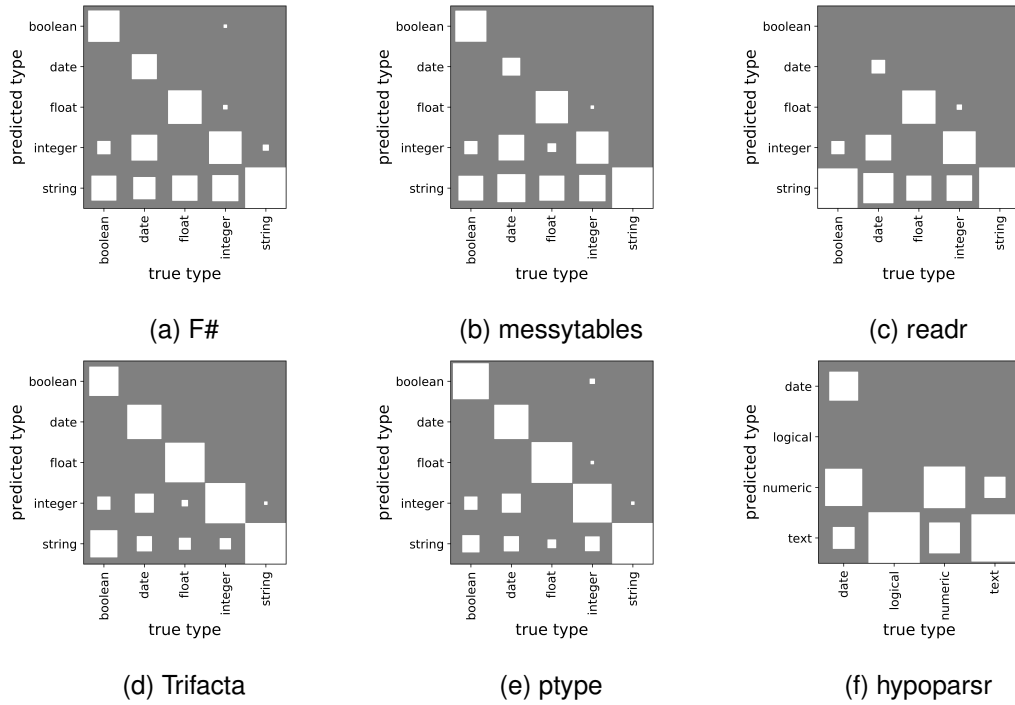 boolean
date
float
integer
string
predicted type
boolean
date
float
integer
string
true type
(a) F#
boolean
date
float
integer
string
predicted type
boolean
date
float
integer
string
true type
(b) messytables
boolean
date
float
integer
string
predicted type
boolean
date
float
integer
string
true type
(c) readr
boolean
date
float
integer
string
predicted type
boolean
date
float
integer
string
true type
(d) Trifacta
boolean
date
float
integer
string
predicted type
boolean
date
float
integer
string
true type
(e) ptype
date
logical
numeric
text
predicted type
date
logical
numeric
text
true type
(f) hypoparsr